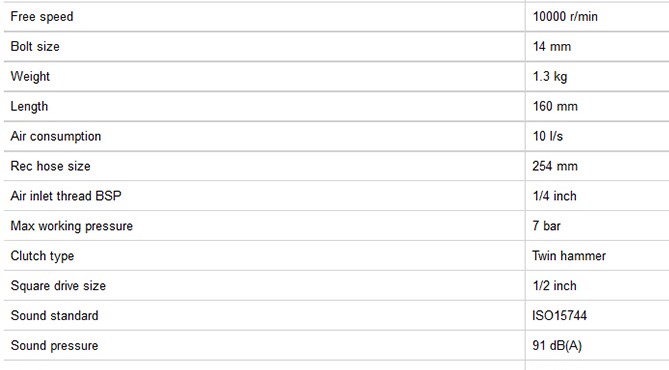 Free speed 10000 r/min
Bolt size 14 mm
Weight 1.3 kg
Length 160 mm
Air consumption 10 l/s
Rec hose size 254 mm
Air inlet thread BSP 1/4 inch
Max working pressure 7 bar
Clutch type Twin hammer
Square drive size 1/2 inch
Sound standard ISO15744
Sound pressure 91 dB(A)